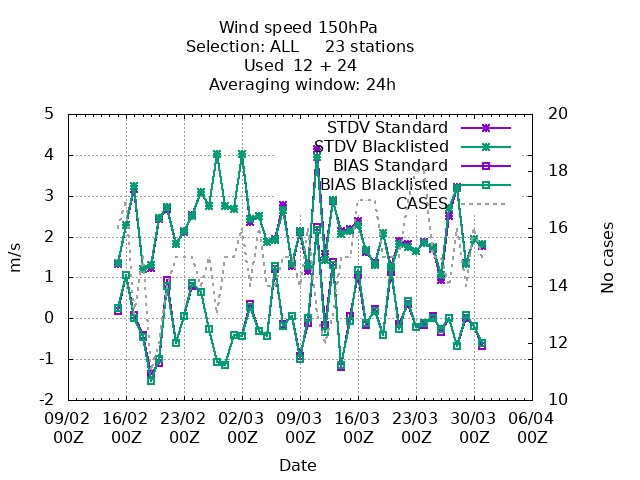 Wind speed 150hPa
Selection: ALL 23 stations
Used 12 + 24
Averaging window: 24h
5
4
3
2
1
0
-1
-2
m/s
20
18
16
14
12
10
No cases
STDV Standard
STDV Blacklisted
BIAS Standard
BIAS Blacklisted
CASES
09/02 16/02 23/02 02/03 09/03 16/03 23/03 30/03 06/04
00Z 00Z 00Z 00Z 00Z 00Z 00Z 00Z 00Z
Date